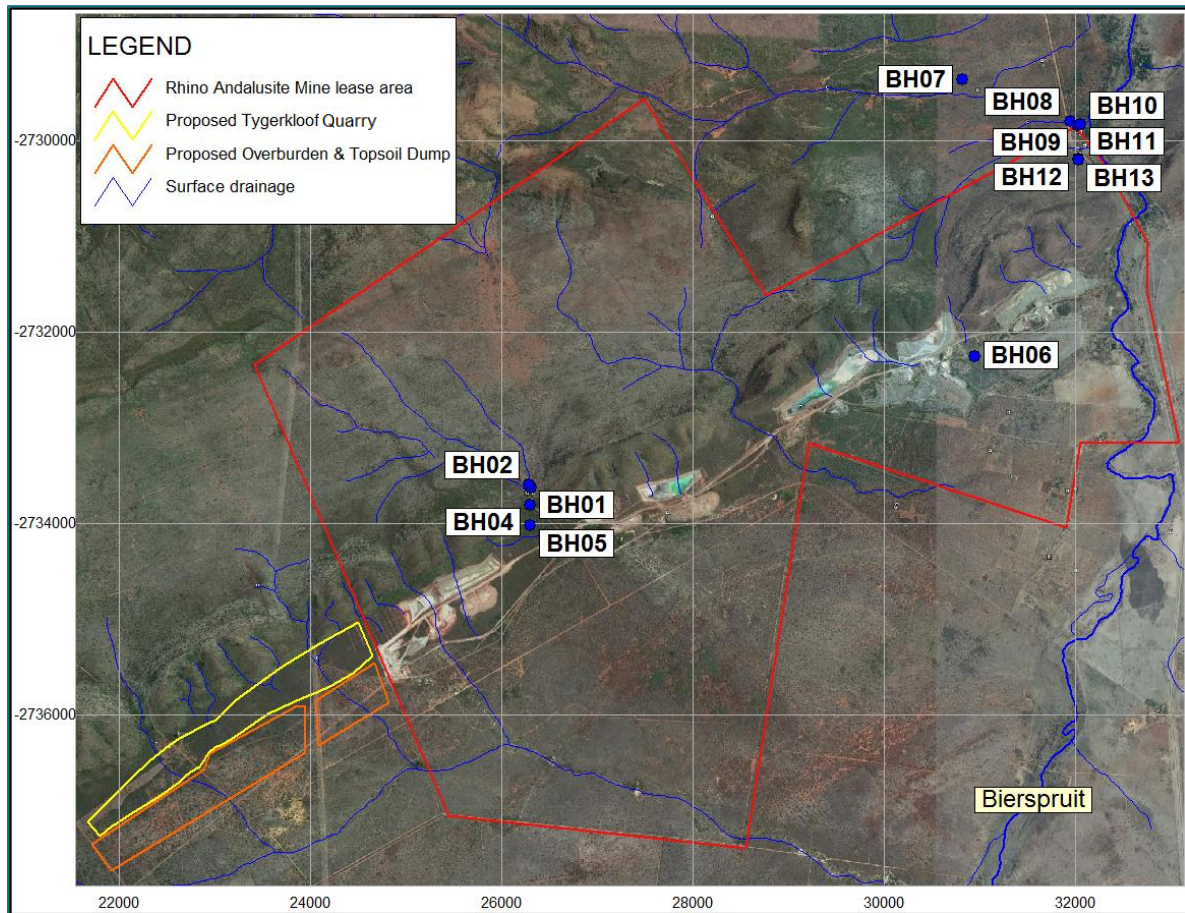 LEGEND
Rhino Andalusite Mine lease area
Proposed Tygerkloof Quarry
Proposed Overburden & Topsoil Dump
Surface drainage
BH07
BH08
BH10
BH09
BH11
BH12
BH13
BH06
BH02
BH01
BH04
BH05
Bierspruit
-2730000
-2732000
-2734000
-2736000
22000
24000
26000
28000
30000
32000